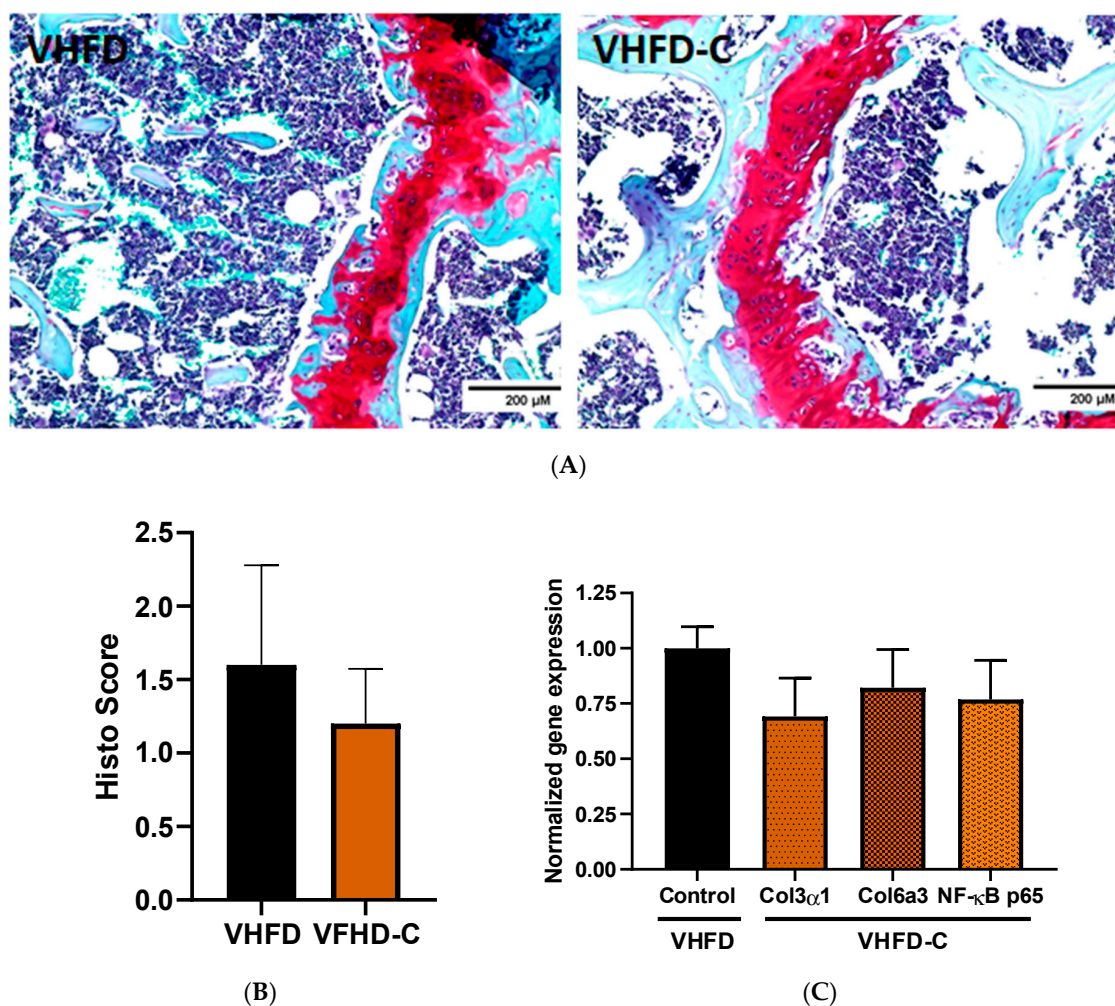 VHFD VHFD-C
200 µM 200 µM
(A)
Histo Score
2.5
2.0
1.5
1.0
0.5
0.0
VHFD VFHD-C
(B)
Normalized gene expression
1.25
1.00
0.75
0.50
0.25
0.00
Control Col3α1 Col6a3 NF-κB p65
VHFD VHFD-C
(C)